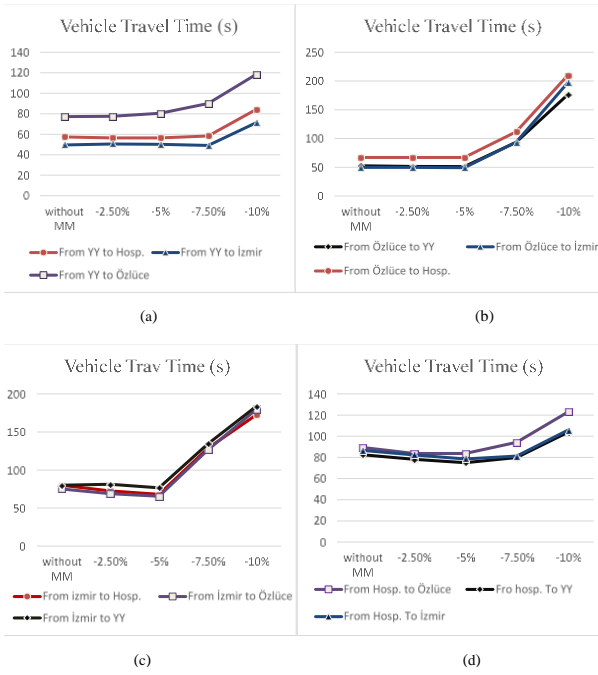 Vehicle Travel Time (s)
140
120
100
80
60
40
20
0
without MM
-2.50%
-5%
-7.50%
-10%
From YY to Hosp.
From YY to İzmir
From YY to Özlüce
(a)
Vehicle Travel Time (s)
250
200
150
100
50
0
without MM
-2.50%
-5%
-7.50%
-10%
From Özlüce to YY
From Özlüce to İzmir
From Özlüce to Hosp.
(b)
Vehicle Trav Time (s)
200
150
100
50
0
without MM
-2.50%
-5%
-7.50%
-10%
From izmir to Hosp.
From İzmir to Özlüce
From İzmir to YY
(c)
Vehicle Travel Time (s)
140
120
100
80
60
40
20
0
without MM
-2.50%
-5%
-7.50%
-10%
From Hosp. to Özlüce
Fro hosp. To YY
From Hosp. To İzmir
(d)